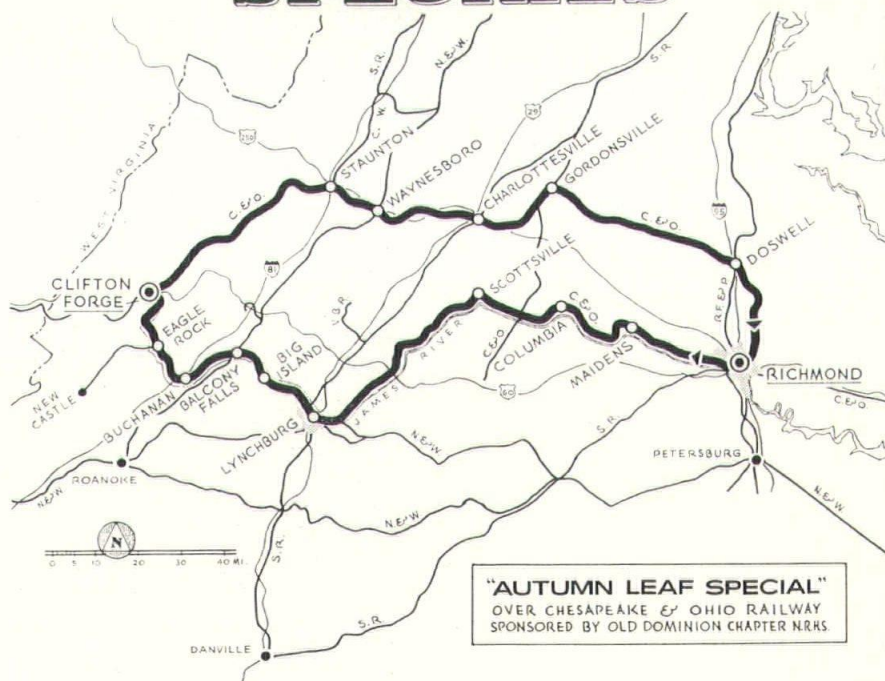 S.R.
N.&W.
S.R.
C.W.
29
250
WEST VIRGINIA
STAUNTON
WAYNESBORO
CHARLOTTESVILLE
GORDONSVILLE
C.&O.
C.&O.
95
DOSWELL
R.F.&P.
81
CLIFTON
FORGE
SCOTTSVILLE
EAGLE
ROCK
V.B.R.
COLUMBIA
C.&O.
C.&O.
MAIDENS
RICHMOND
C.&O.
BIG
ISLAND
JAMES RIVER
60
NEW
CASTLE
BUCHANAN
BALCONY
FALLS
LYNCHBURG
N.&W.
S.R.
PETERSBURG
N.&W.
ROANOKE
N.&W.
N.&W.
S.R.
N
0 5 10 20 30 40 MI.
S.R.
DANVILLE
"AUTUMN LEAF SPECIAL"
OVER CHESAPEAKE & OHIO RAILWAY
SPONSORED BY OLD DOMINION CHAPTER N.R.H.S.